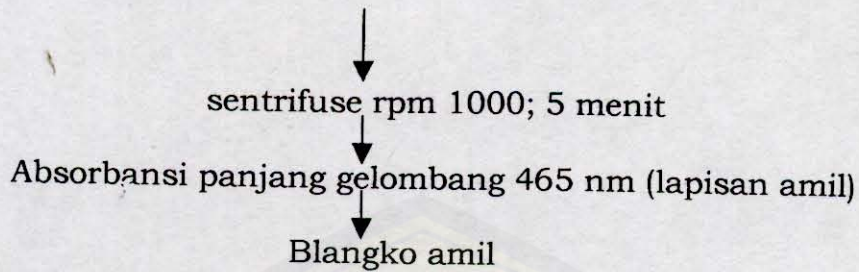 sentrifuse rpm 1000; 5 menit
Absorbansi panjang gelombang 465 nm (lapisan amil)
Blangko amil